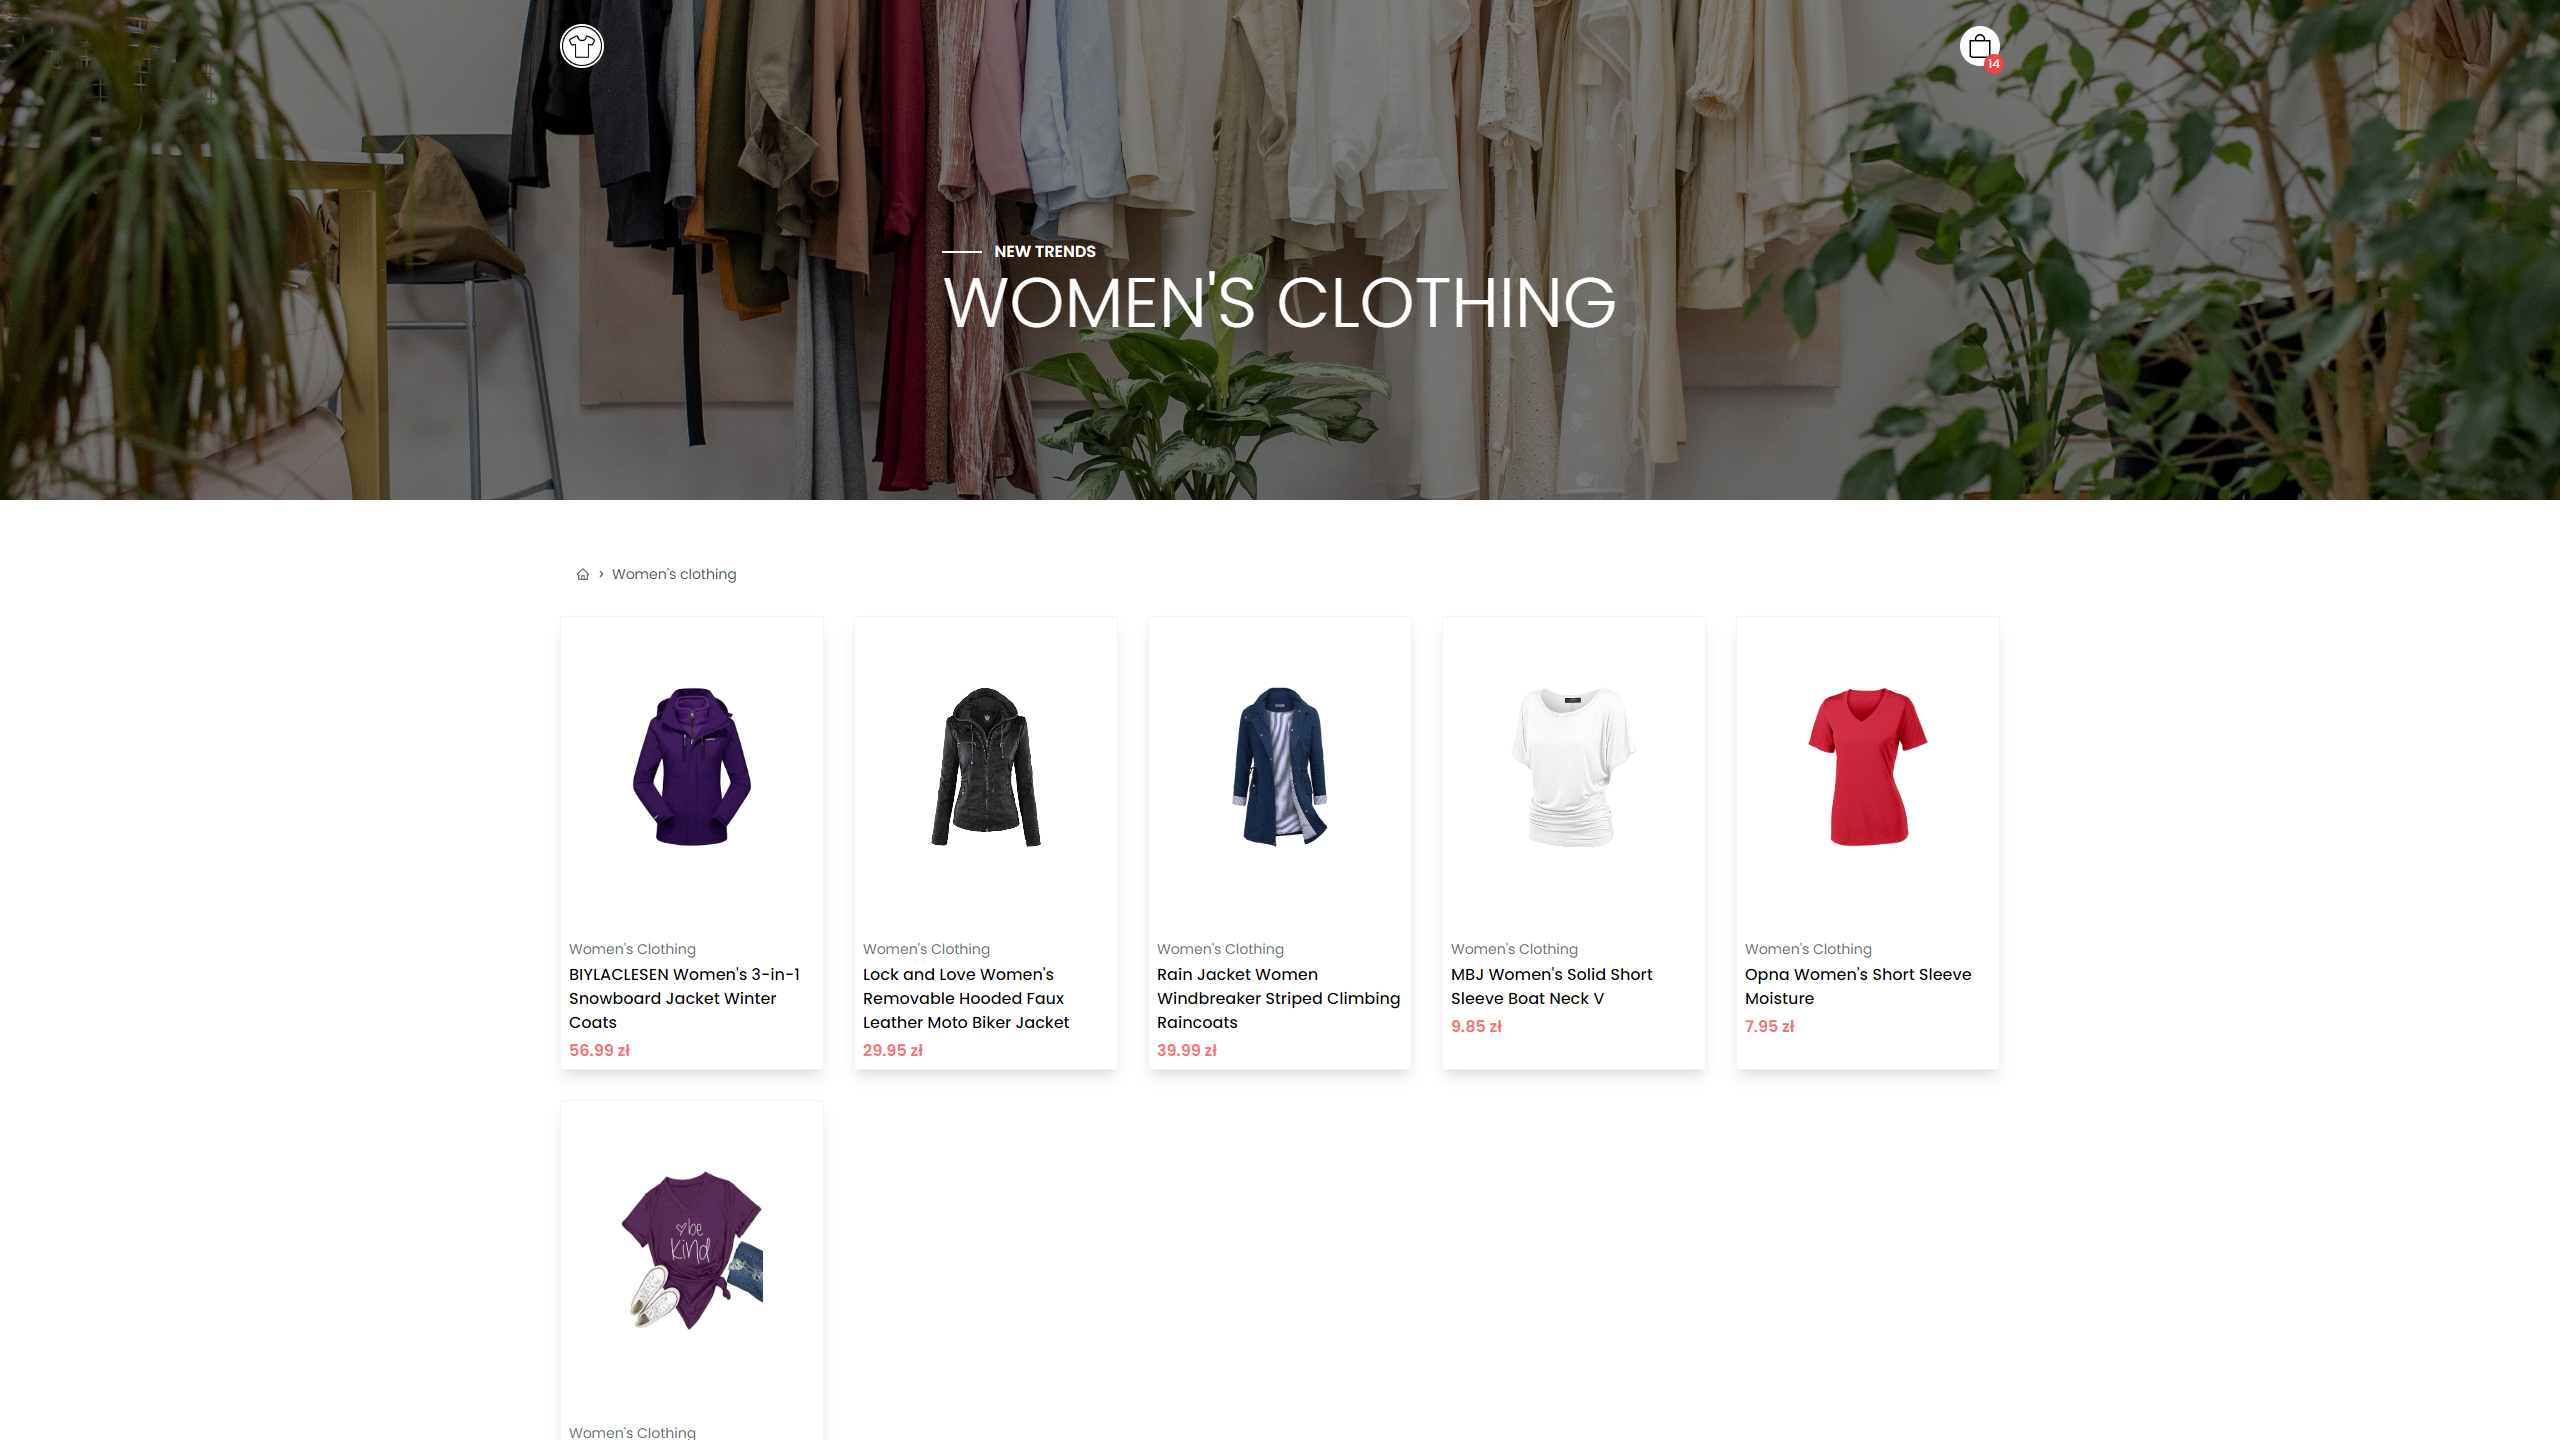 14
NEW TRENDS
WOMEN'S CLOTHING
Women's clothing
Women's Clothing
BIYLACLESEN Women's 3-in-1
Snowboard Jacket Winter
Coats
56.99 zł
Women's Clothing
Lock and Love Women's
Removable Hooded Faux
Leather Moto Biker Jacket
29.95 zł
Women's Clothing
Rain Jacket Women
Windbreaker Striped Climbing
Raincoats
39.99 zł
Women's Clothing
MBJ Women's Solid Short
Sleeve Boat Neck V
9.85 zł
Women's Clothing
Opna Women's Short Sleeve
Moisture
7.95 zł
be
kind
Women's Clothing